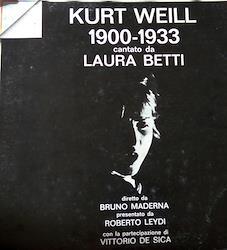 KURT WEILL
1900-1933
cantato da
LAURA BETTI
diretto da
BRUNO MADERNA
presentato da
ROBERTO LEYDI
con la partecipazione di
VITTORIO DE SICA